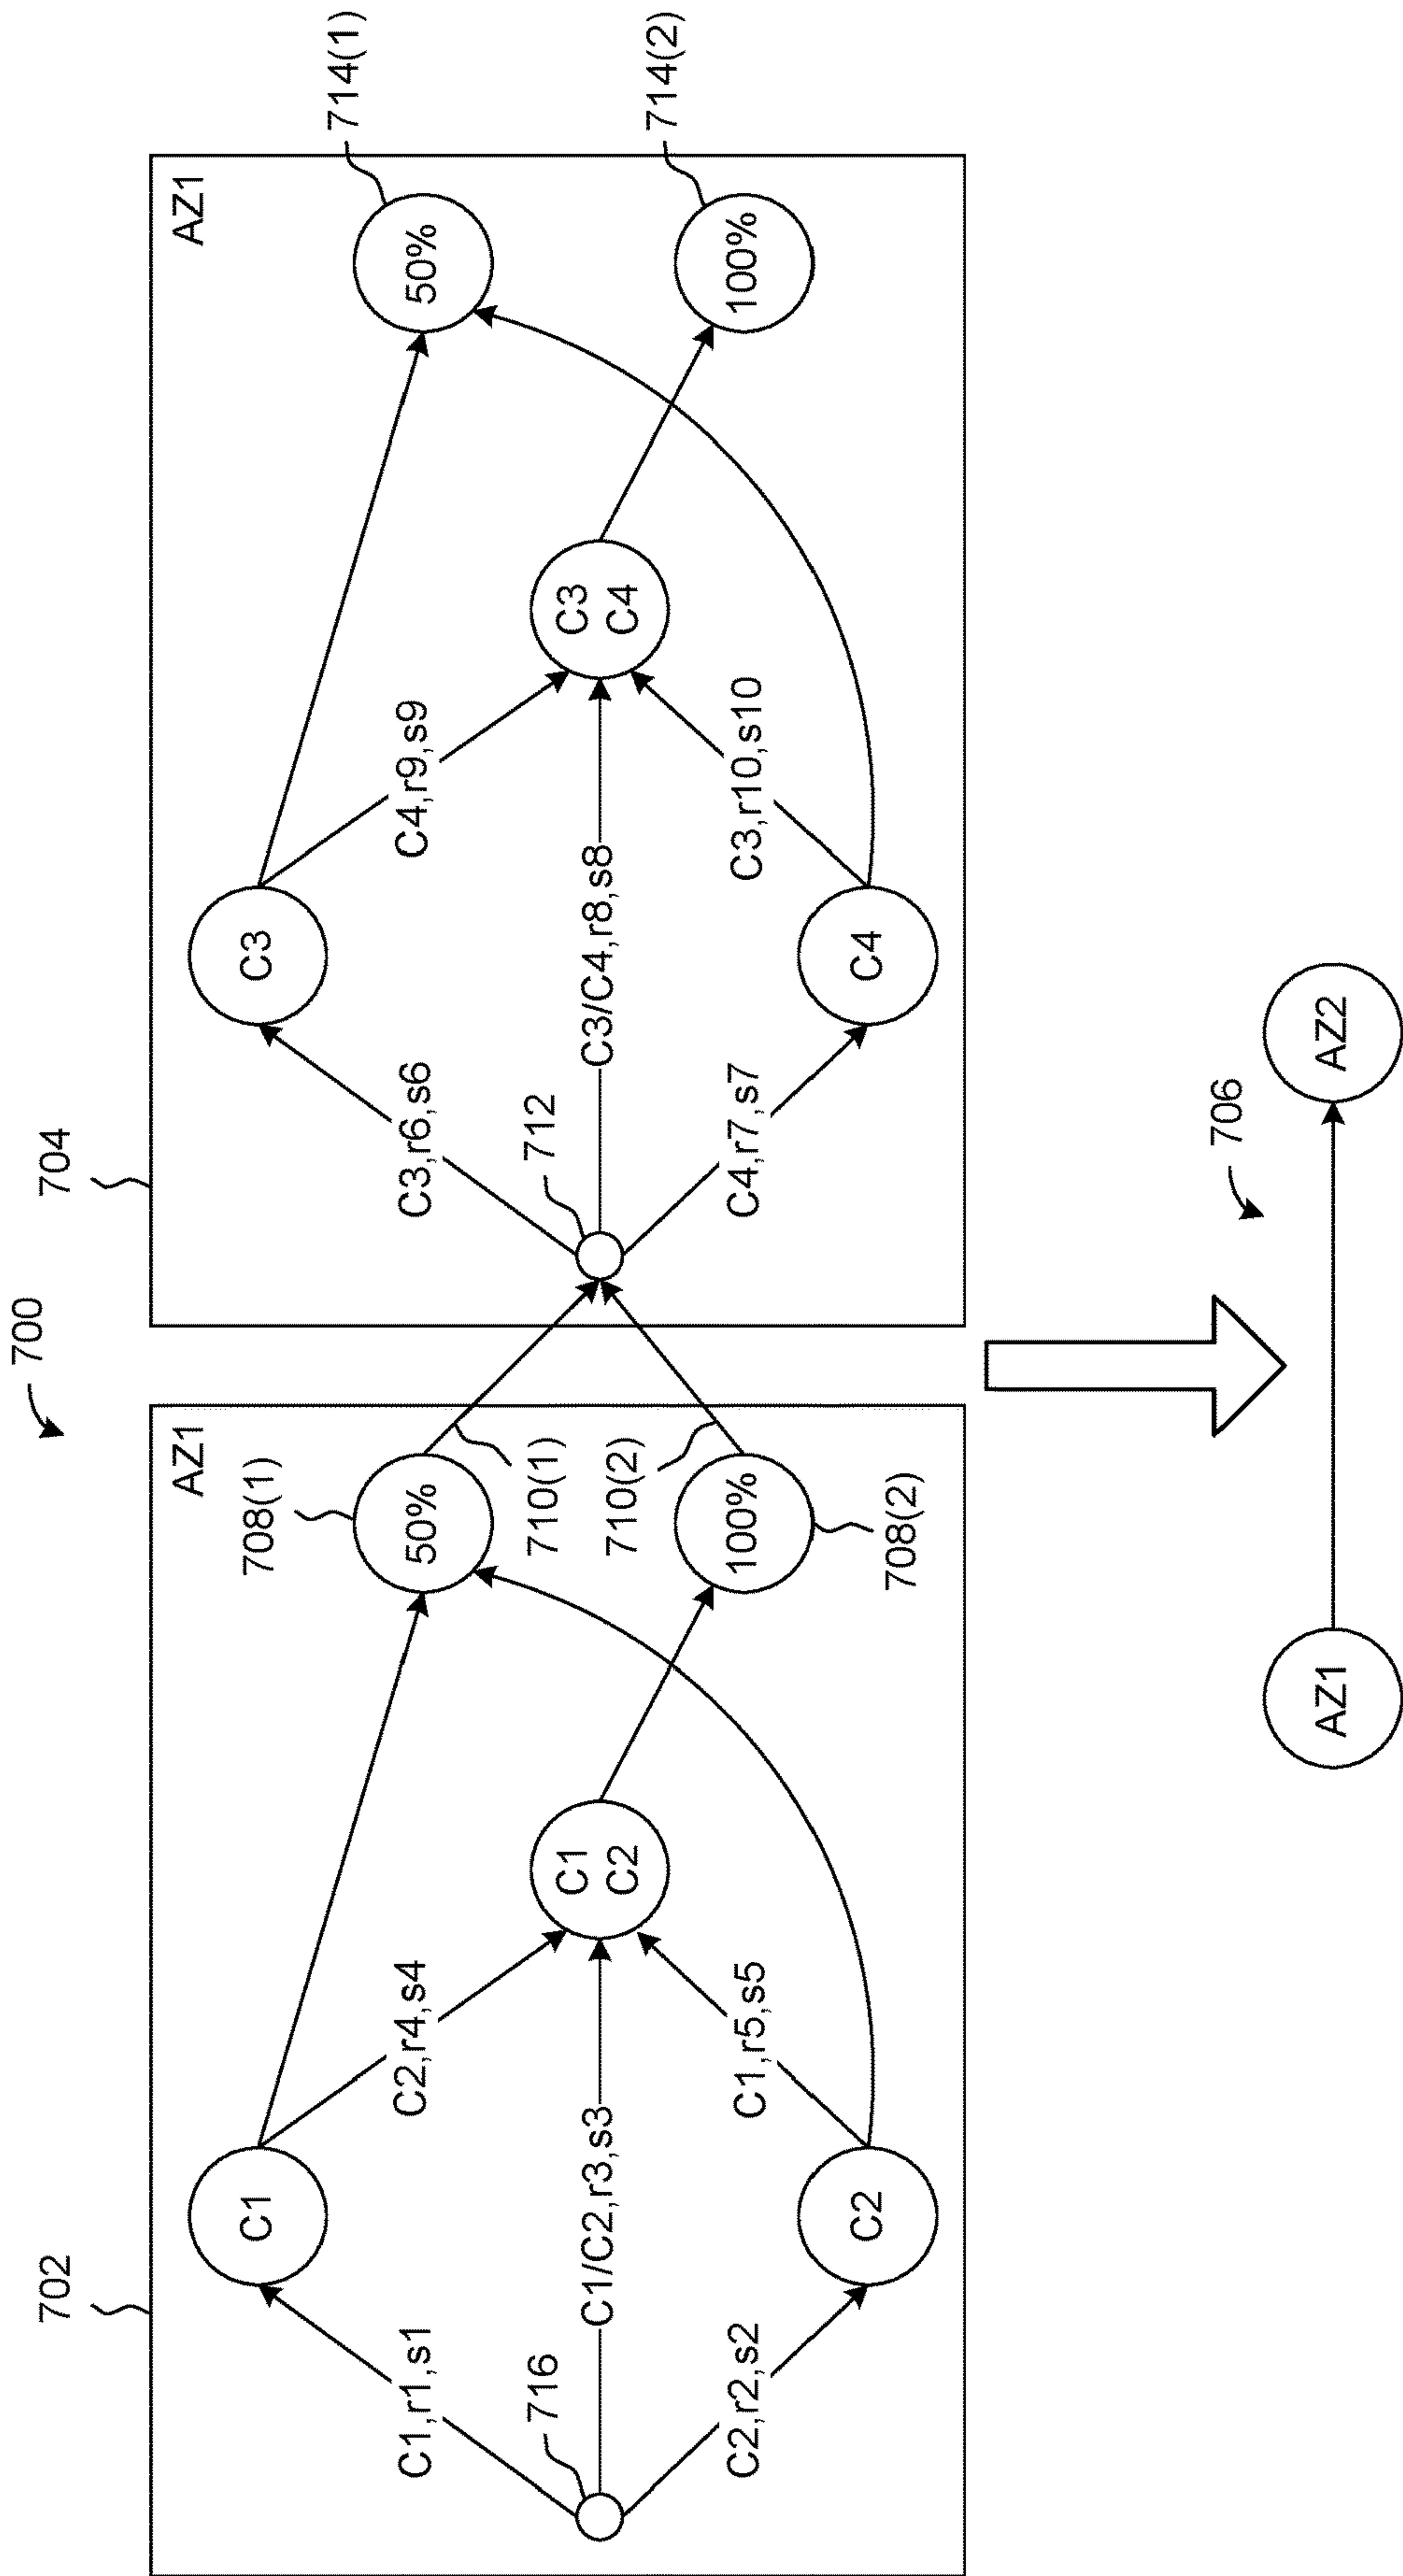 700
702
704
AZ1
AZ1
C1
C1,r1,s1
C2,r4,s4
708(1)
50%
716
C1/C2,r3,s3
C1
C2
710(1)
710(2)
C2,r2,s2
C1,r5,s5
100%
C2
708(2)
C3
C3,r6,s6
C4,r9,s9
50%
714(1)
712
C3/C4,r8,s8
C3
C4
C4,r7,s7
C3,r10,s10
100%
714(2)
C4
706
AZ1
AZ2